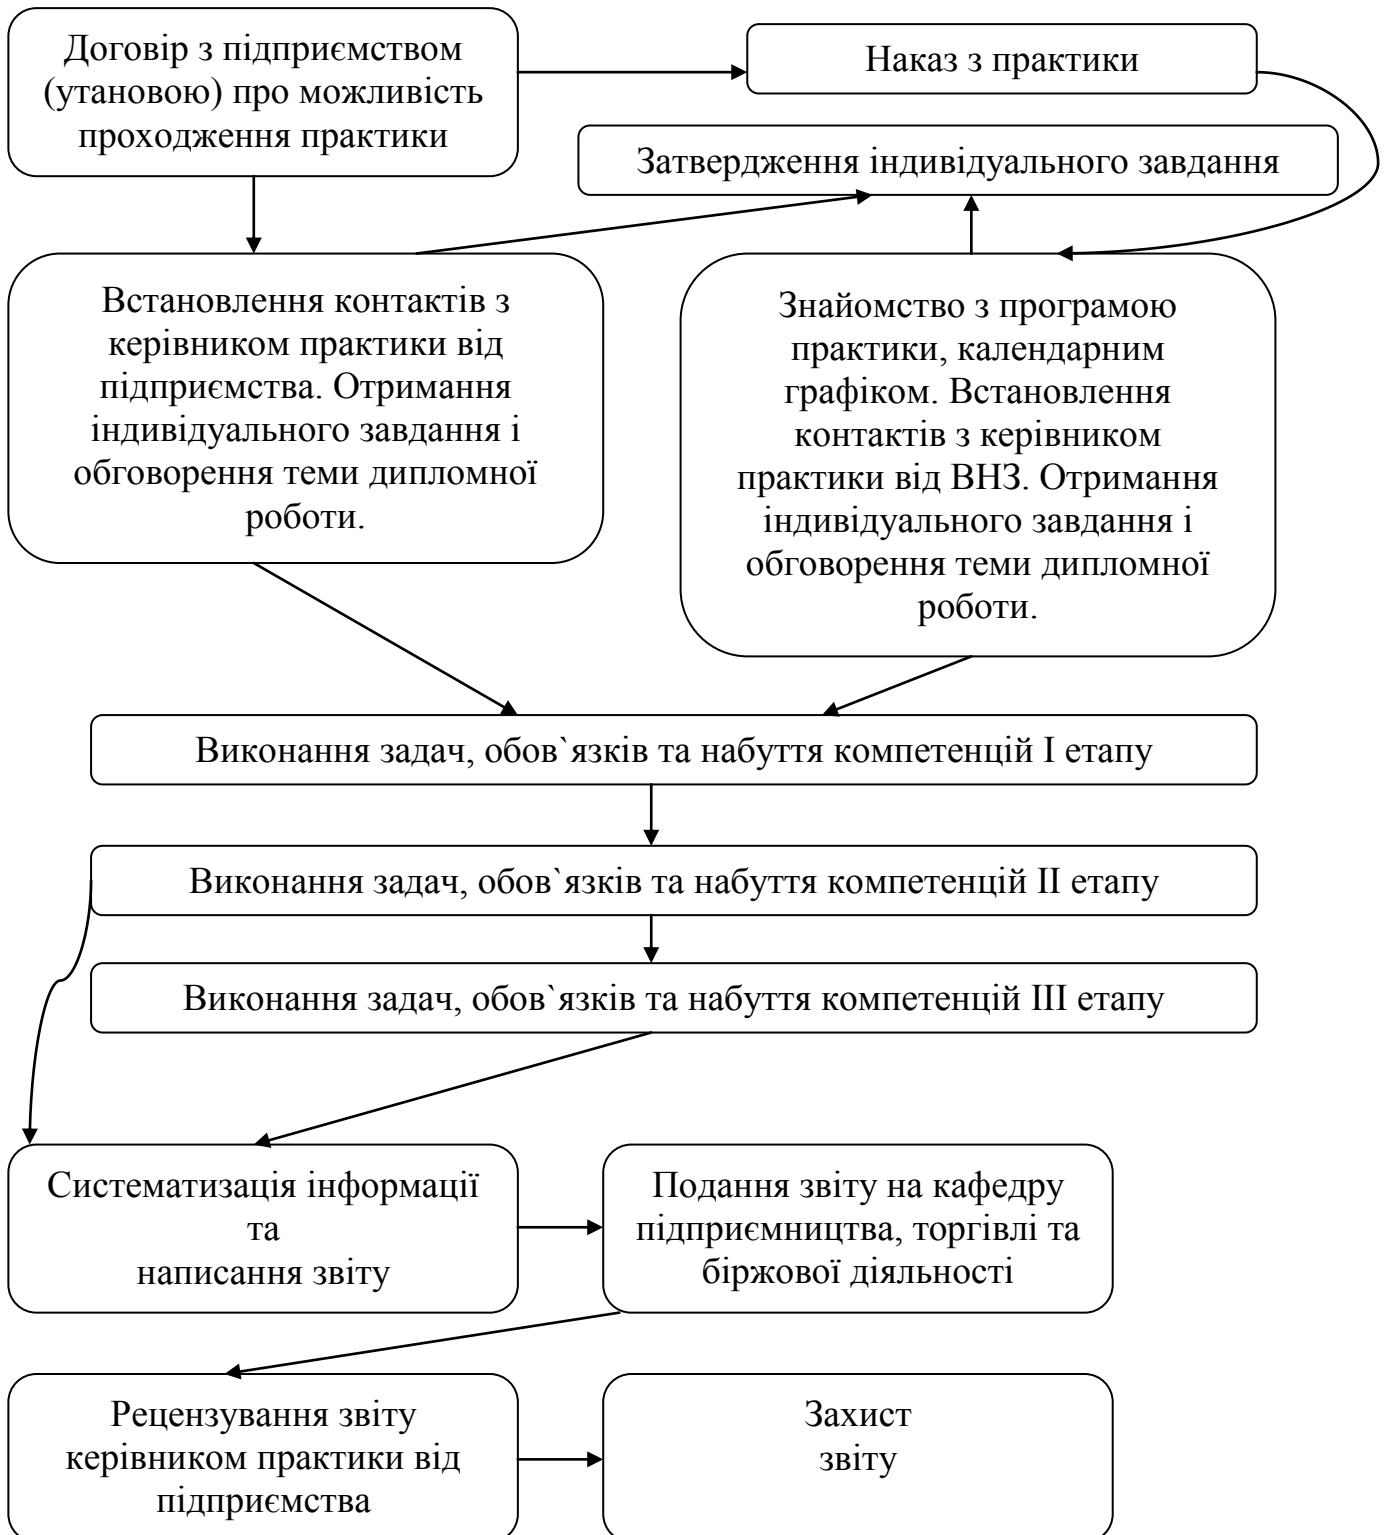 Договір з підприємством
(утановою) про можливість
проходження практики
Наказ з практики
Затвердження індивідуального завдання
Встановлення контактів з
керівником практики від
підприємства. Отримання
індивідуального завдання і
обговорення теми дипломної
роботи.
Знайомство з програмою
практики, календарним
графіком. Встановлення
контактів з керівником
практики від ВНЗ. Отримання
індивідуального завдання і
обговорення теми дипломної
роботи.
Виконання задач, обов`язків та набуття компетенцій І етапу
Виконання задач, обов`язків та набуття компетенцій ІІ етапу
Виконання задач, обов`язків та набуття компетенцій ІІІ етапу
Систематизація інформації
та
написання звіту
Подання звіту на кафедру
підприємництва, торгівлі та
біржової діяльності
Рецензування звіту
керівником практики від
підприємства
Захист
звіту